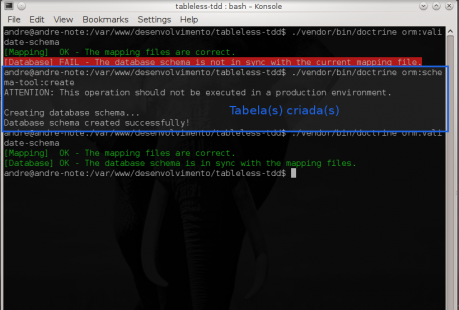 tableless-tdd : bash – Konsole
File Edit View Bookmarks Settings Help
andre@andre-note:/var/www/desenvolvimento/tableless-tdd$ ./vendor/bin/doctrine orm:vali
date-schema
[Mapping]  OK - The mapping files are correct.
[Database] FAIL - The database schema is not in sync with the current mapping file.
andre@andre-note:/var/www/desenvolvimento/tableless-tdd$ ./vendor/bin/doctrine orm:sche
ma-tool:create
ATTENTION: This operation should not be executed in a production environment.
Creating database schema...
Tabela(s) criada(s)
Database schema created successfully!
andre@andre-note:/var/www/desenvolvimento/tableless-tdd$ ./vendor/bin/doctrine orm:vali
date-schema
[Mapping]  OK - The mapping files are correct.
[Database] OK - The database schema is in sync with the mapping files.
andre@andre-note:/var/www/desenvolvimento/tableless-tdd$